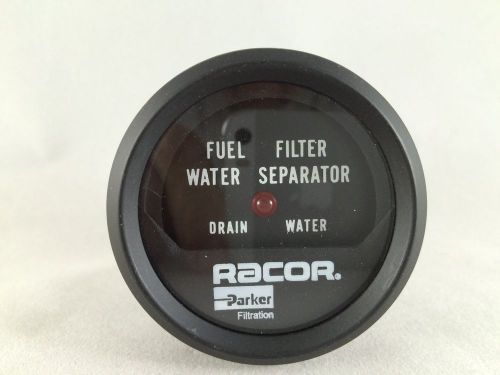 FUEL FILTER
WATER SEPARATOR
DRAIN WATER
RACOR®
Parker
Filtration